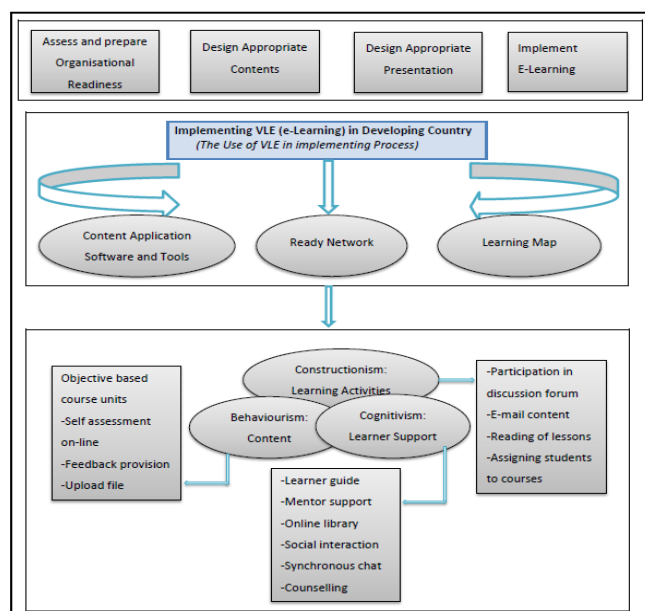 Assess and prepare
Organisational
Readiness
Design Appropriate
Contents
Design Appropriate
Presentation
Implement
E-Learning
Implementing VLE (e-Learning) in Developing Country
(The Use of VLE in implementing Process)
Content Application
Software and Tools
Ready Network
Learning Map
Constructionism:
Learning Activities
Behaviourism:
Content
Cognitivism:
Learner Support
Objective based
course units
-Self assessment
on-line
-Feedback provision
-Upload file
-Participation in
discussion forum
-E-mail content
-Reading of lessons
-Assigning students
to courses
-Learner guide
-Mentor support
-Online library
-Social interaction
-Synchronous chat
-Counselling